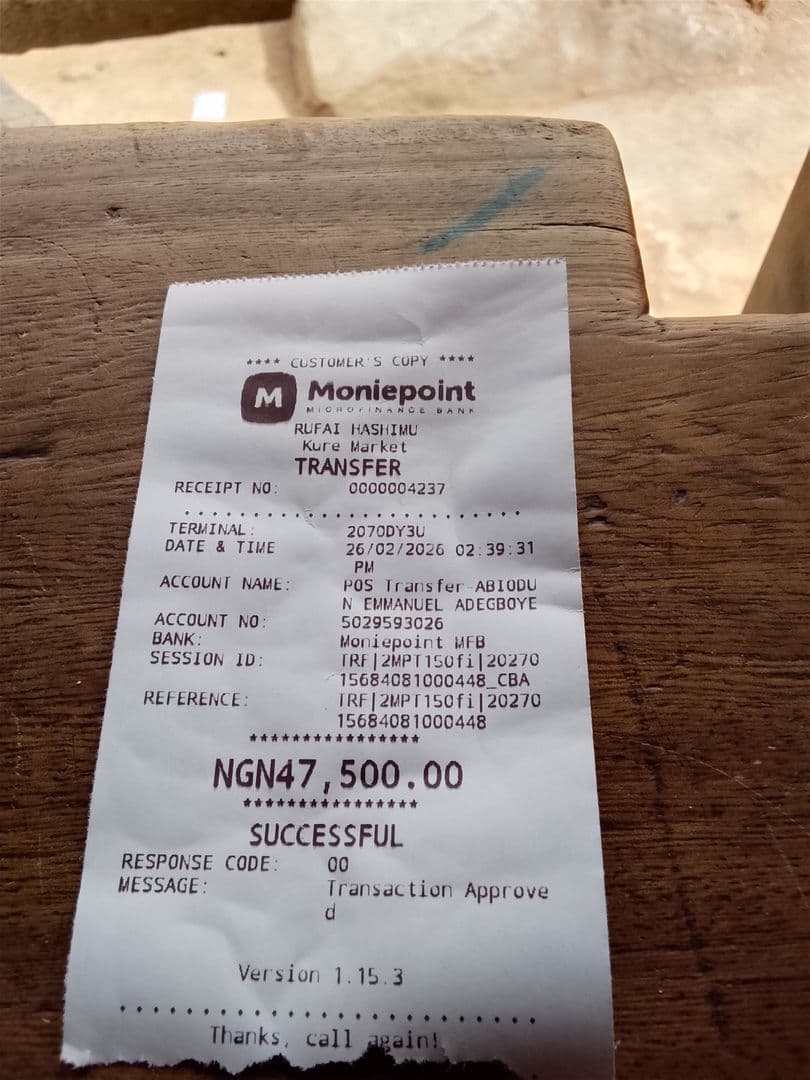 **** CUSTOMER'S COPY ****
M Moniepoint
MICROFINANCE BANK
RUFAI HASHIMU
Kure Market
TRANSFER
RECEIPT NO: 0000004237
TERMINAL: 2070DY3U
DATE & TIME 26/02/2026 02:39:31
PM
ACCOUNT NAME: POS Transfer-ABIODU
N EMMANUEL ADEGBOYE
ACCOUNT NO: 5029593026
BANK: Moniepoint MFB
SESSION ID: TRF|2MPT150fi|20270
15684081000448_CBA
REFERENCE: TRF|2MPT150fi|20270
15684081000448
****************
NGN47,500.00
****************
SUCCESSFUL
RESPONSE CODE: 00
MESSAGE: Transaction Approve
d
Version 1.15.3
Thanks, call again!